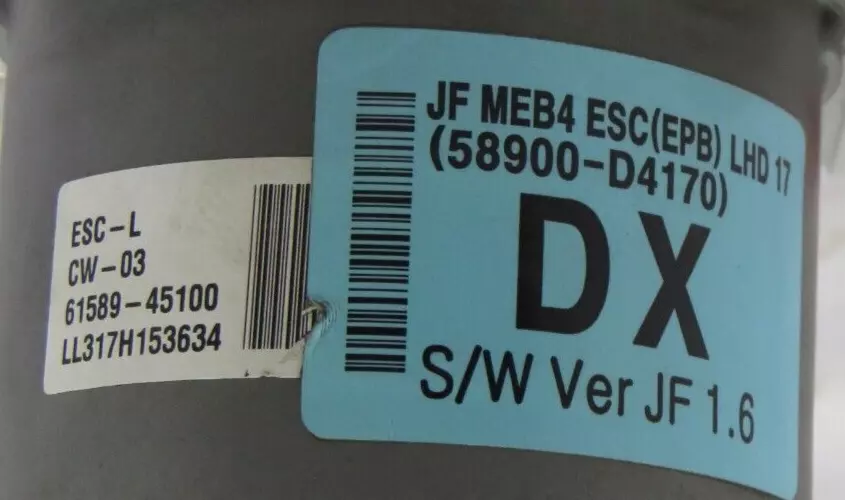 ESC-L
CW-03
61589-45100
LL317H153634
JF MEB4 ESC(EPB) LHD 17
(58900-D4170)
DX
S/W Ver JF 1.6